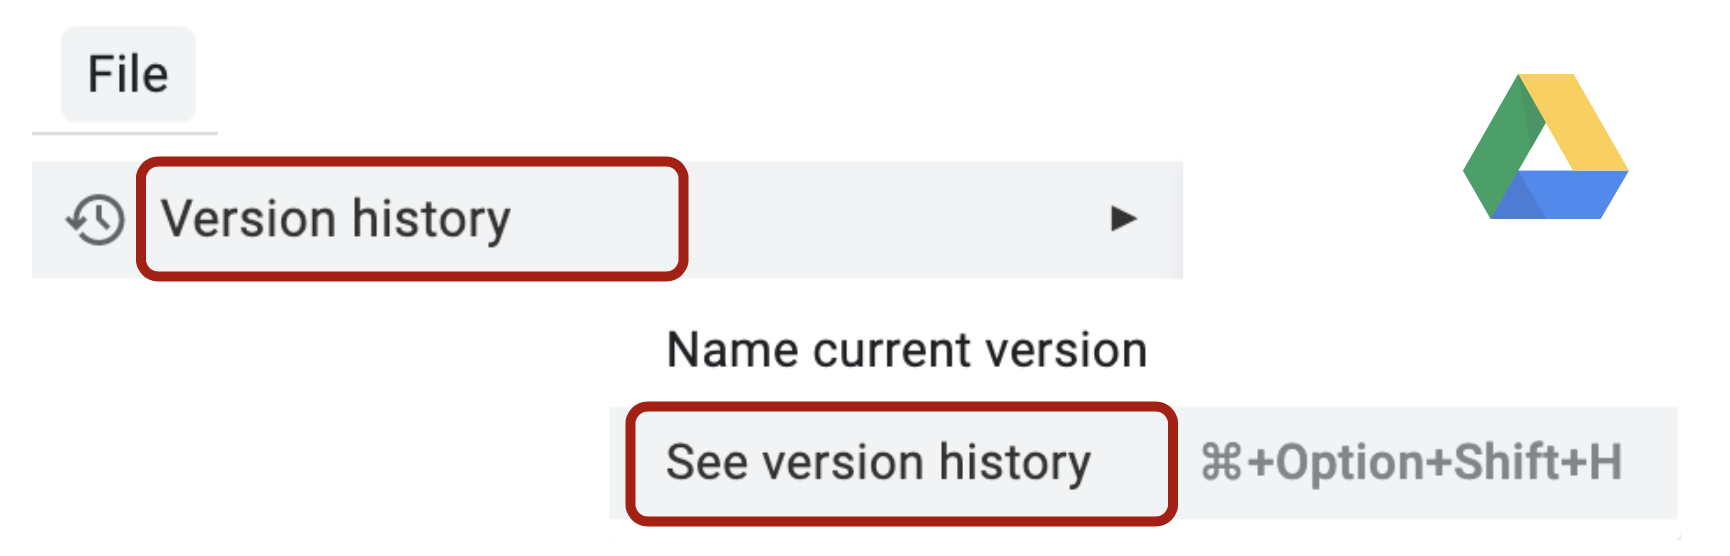 File
Version history
Name current version
See version history ⌘+Option+Shift+H